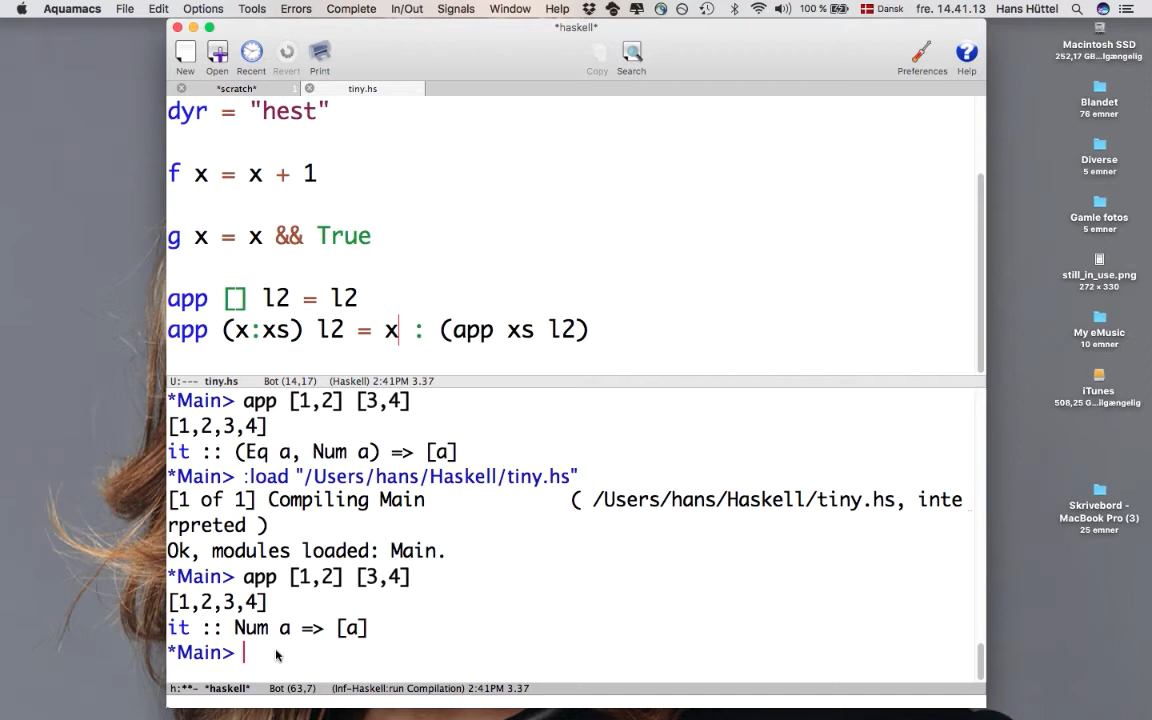 Aquamacs File Edit Options Tools Errors Complete In/Out Signals Window Help 100 % Dansk fre. 14.41.13 Hans Hüttel
*haskell*
New Open Recent Revert Print Copy Search Preferences Help
*scratch* tiny.hs
dyr = "hest"
f x = x + 1
g x = x && True
app [] l2 = l2
app (x:xs) l2 = x : (app xs l2)
U:--- tiny.hs Bot (14,17) (Haskell) 2:41PM 3.37
*Main> app [1,2] [3,4]
[1,2,3,4]
it :: (Eq a, Num a) => [a]
*Main> :load "/Users/hans/Haskell/tiny.hs"
[1 of 1] Compiling Main ( /Users/hans/Haskell/tiny.hs, inte
rpreted )
Ok, modules loaded: Main.
*Main> app [1,2] [3,4]
[1,2,3,4]
it :: Num a => [a]
*Main>
h:**- *haskell* Bot (63,7) (Inf-Haskell:run Compilation) 2:41PM 3.37
Macintosh SSD
252,17 GB...lgængelig
Blandet
76 emner
Diverse
5 emner
Gamle fotos
5 emner
still_in_use.png
272 × 330
My eMusic
10 emner
iTunes
508,25 G...ilgængelig
Skrivebord -
MacBook Pro (3)
25 emner